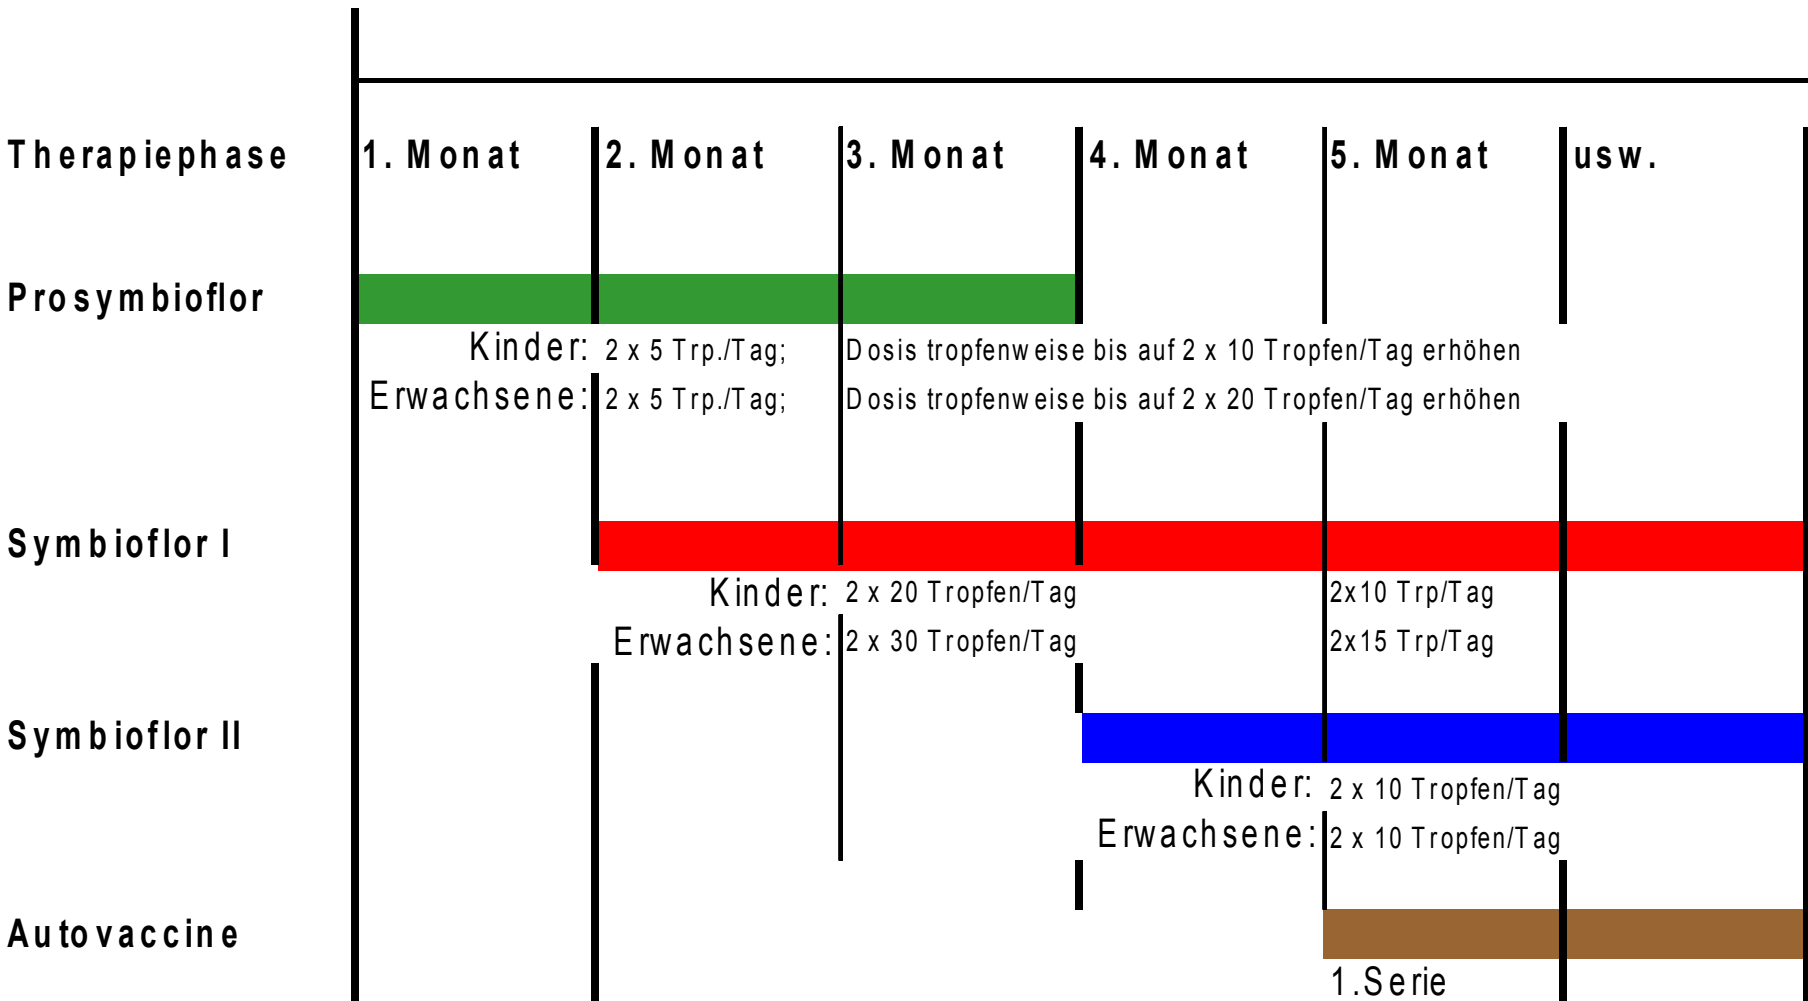 Therapiephase 1. Monat 2. Monat 3. Monat 4. Monat 5. Monat usw.
Prosymbioflor
Kinder: 2 x 5 Trp./Tag; Dosis tropfenweise bis auf 2 x 10 Tropfen/Tag erhöhen
Erwachsene: 2 x 5 Trp./Tag; Dosis tropfenweise bis auf 2 x 20 Tropfen/Tag erhöhen
Symbioflor I
Kinder: 2 x 20 Tropfen/Tag 2x10 Trp/Tag
Erwachsene: 2 x 30 Tropfen/Tag 2x15 Trp/Tag
Symbioflor II
Kinder: 2 x 10 Tropfen/Tag
Erwachsene: 2 x 10 Tropfen/Tag
Autovaccine
1.Serie